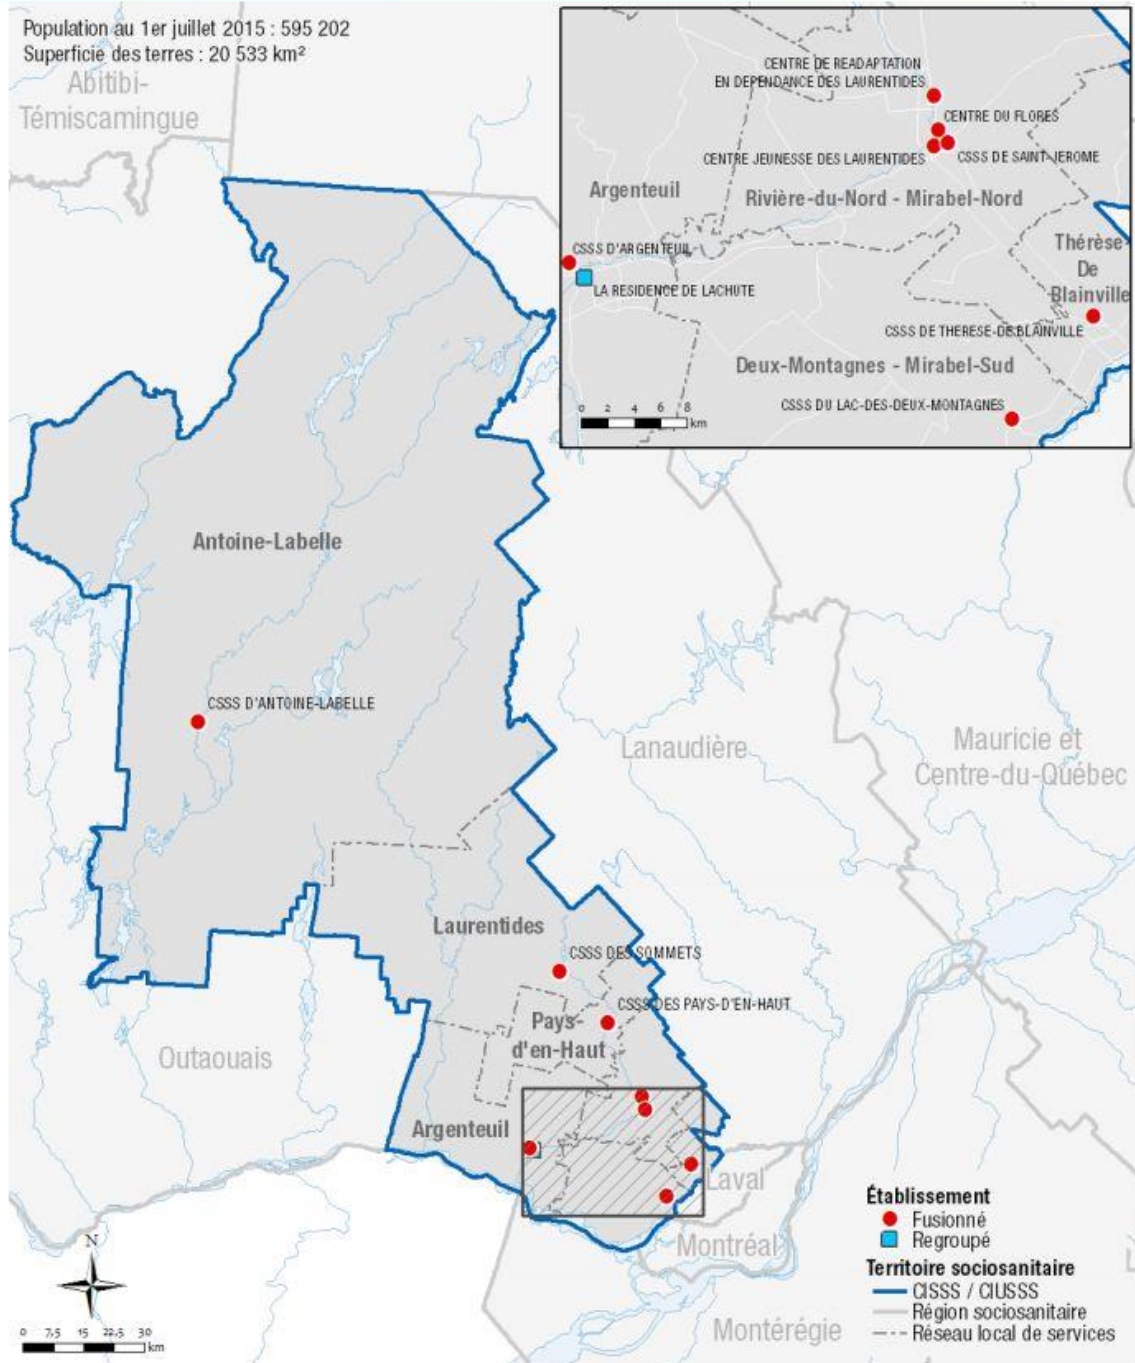 Population au 1er juillet 2015 : 595 202
Superficie des terres : 20 533 km²
Abitibi-
Témiscamingue
CENTRE DE READAPTATION
EN DEPENDANCE DES LAURENTIDES
CENTRE DU FLORES
CENTRE JEUNESSE DES LAURENTIDES
CSSS DE SAINT-JEROME
Argenteuil
Rivière-du-Nord - Mirabel-Nord
CSSS D'ARGENTEUIL
LA RESIDENCE DE LACHUTE
Thérèse
De
Blainville
CSSS DE THERESE-DE-BLAINVILLE
Deux-Montagnes - Mirabel-Sud
CSSS DU LAC-DES-DEUX-MONTAGNES
0 2 4 6 8
km
Antoine-Labelle
CSSS D'ANTOINE-LABELLE
Lanaudière
Mauricie et
Centre-du-Québec
Laurentides
CSSS DES SOMMETS
CSSS DES PAYS-D'EN-HAUT
Pays-
d'en-Haut
Outaouais
Argenteuil
Laval
Montréal
Montérégie
Établissement
Fusionné
Regroupé
Territoire sociosanitaire
CISSS / CIUSSS
Région sociosanitaire
Réseau local de services
N
0 7,5 15 22,5 30
km